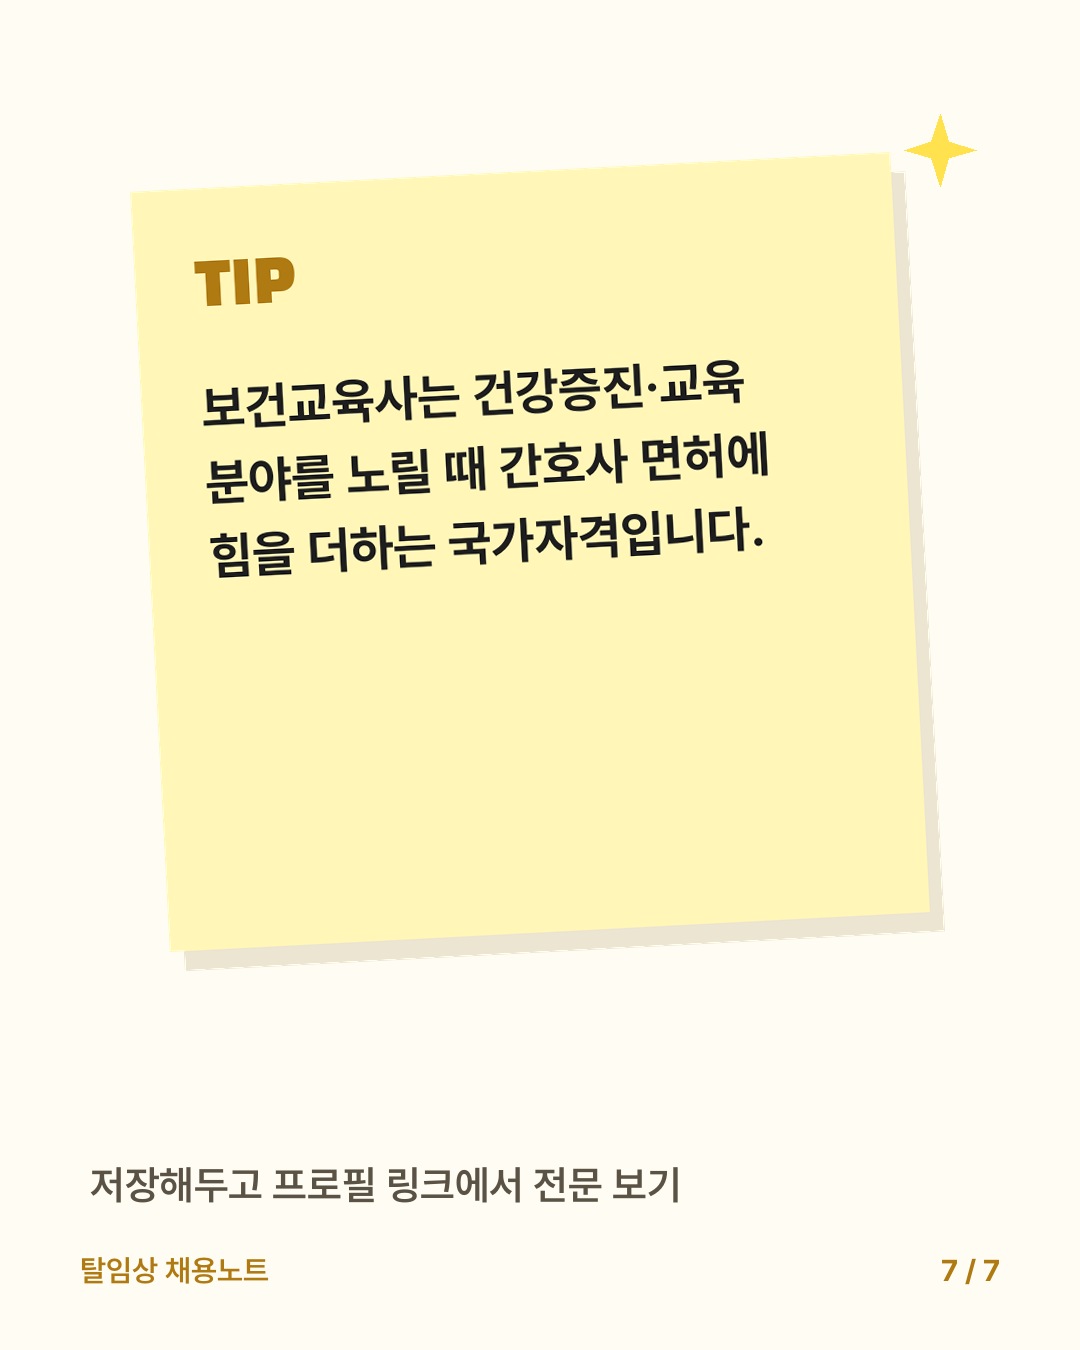 TIP
보건교육사는 건강증진·교육
분야를 노릴 때 간호사 면허에
힘을 더하는 국가자격입니다.
저장해두고 프로필 링크에서 전문 보기
탈임상 채용노트
7 / 7